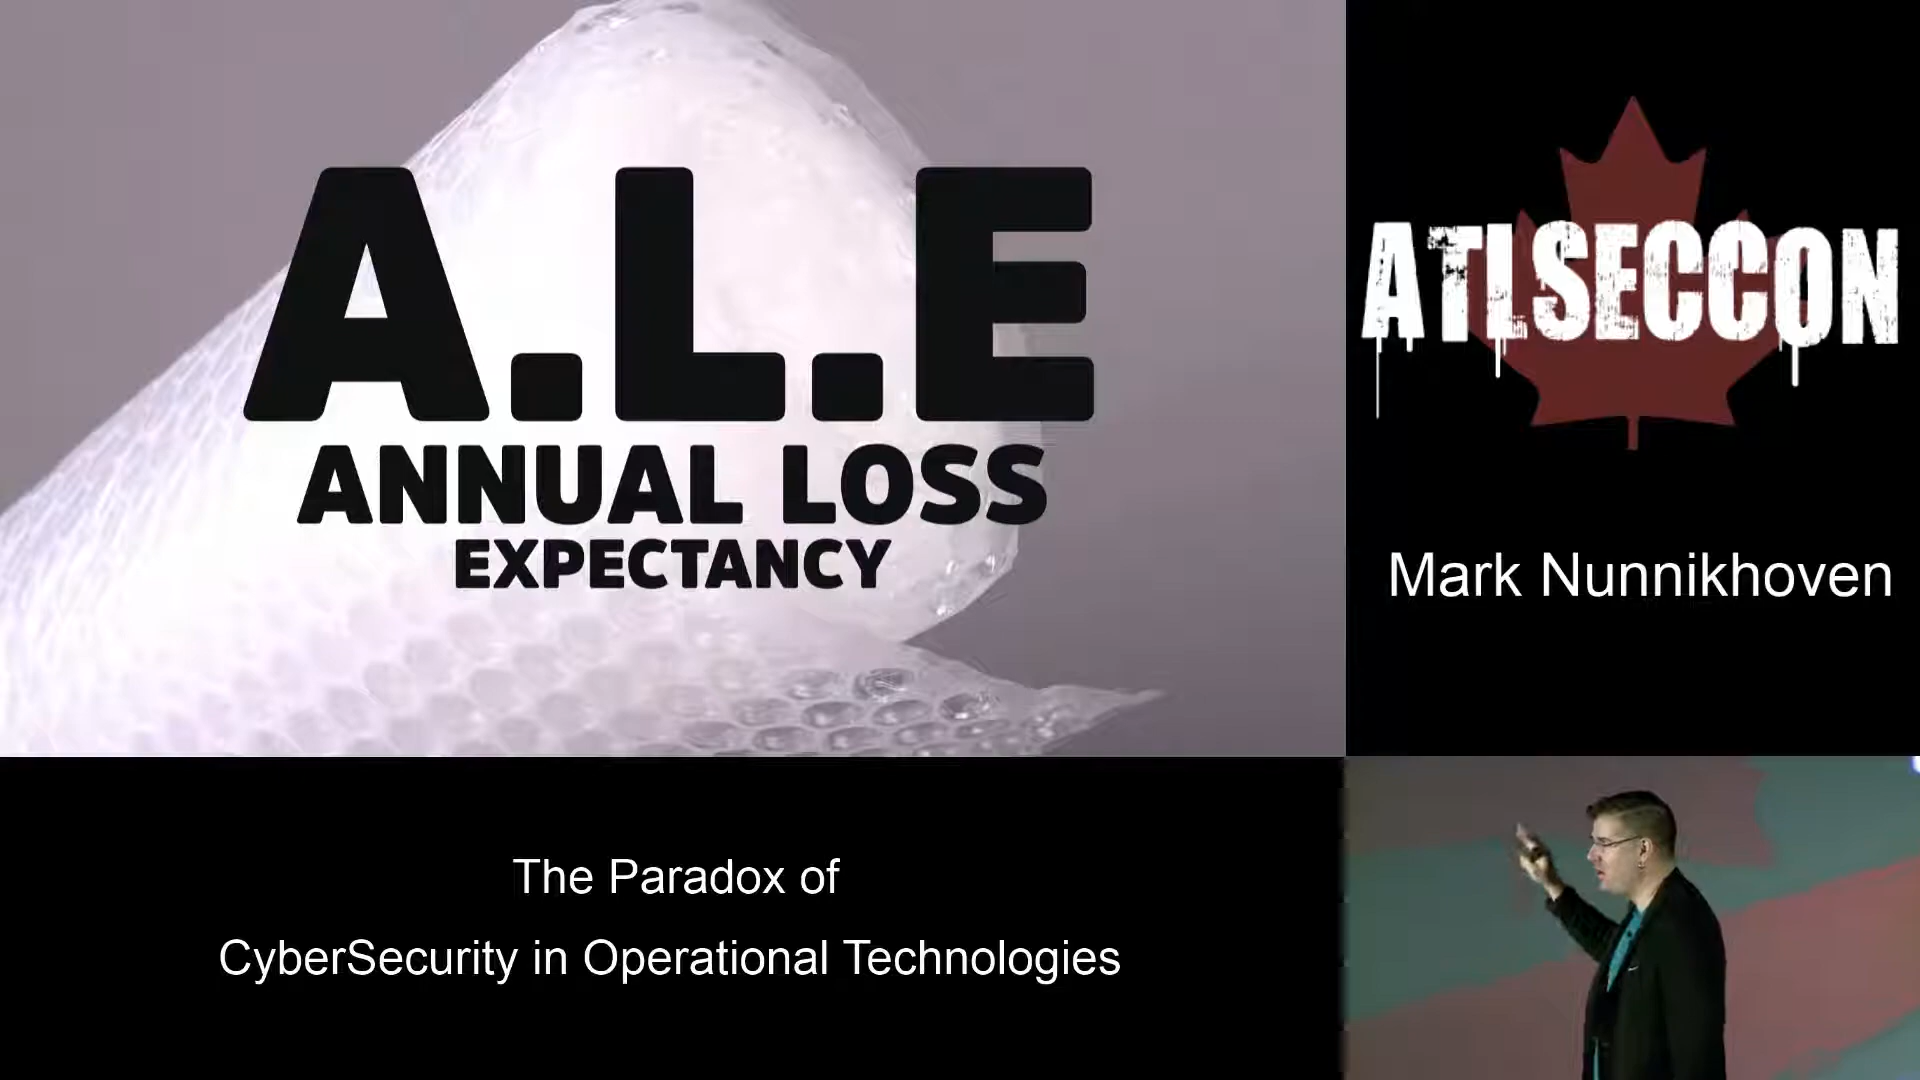 A.L.E
ANNUAL LOSS
EXPECTANCY
ATLSECCON
Mark Nunnikhoven
The Paradox of
CyberSecurity in Operational Technologies